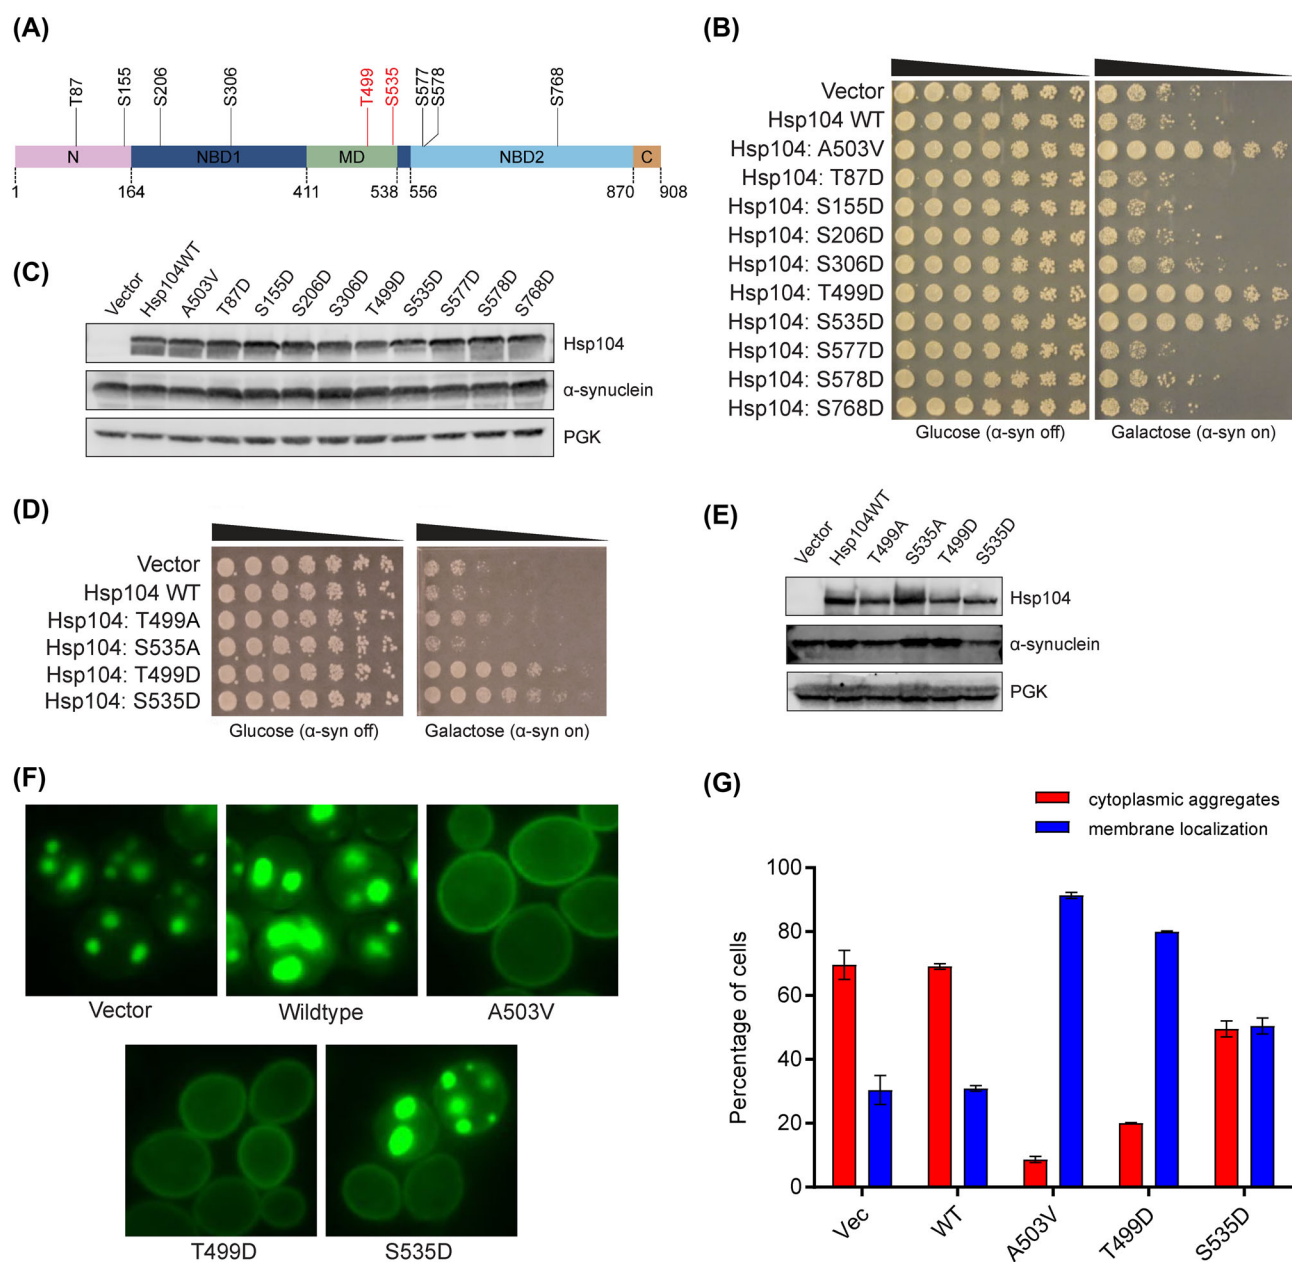 (A)
T87
S155
S206
S306
T499
S535
S577
S578
S768
N
NBD1
MD
NBD2
C
1
164
411
538
556
870
908
(B)
Vector
Hsp104 WT
Hsp104: A503V
Hsp104: T87D
Hsp104: S155D
Hsp104: S206D
Hsp104: S306D
Hsp104: T499D
Hsp104: S535D
Hsp104: S577D
Hsp104: S578D
Hsp104: S768D
Glucose (α-syn off)
Galactose (α-syn on)
(C)
Vector
Hsp104WT
A503V
T87D
S155D
S206D
S306D
T499D
S535D
S577D
S578D
S768D
Hsp104
α-synuclein
PGK
(D)
Vector
Hsp104 WT
Hsp104: T499A
Hsp104: S535A
Hsp104: T499D
Hsp104: S535D
Glucose (α-syn off)
Galactose (α-syn on)
(E)
Vector
Hsp104WT
T499A
S535A
T499D
S535D
Hsp104
α-synuclein
PGK
(F)
Vector
Wildtype
A503V
T499D
S535D
(G)
cytoplasmic aggregates
membrane localization
Percentage of cells
100
80
60
40
20
0
Vec
WT
A503V
T499D
S535D